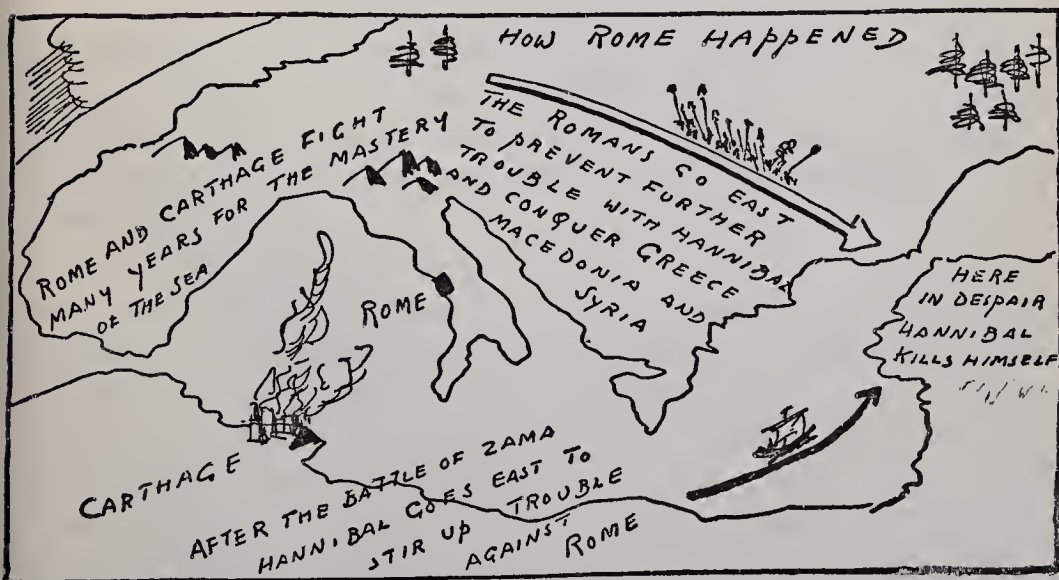 HOW ROME HAPPENED
ROME AND CARTHAGE FIGHT
MANY YEARS FOR THE MASTERY
OF THE SEA
THE ROMANS GO EAST
TO PREVENT FURTHER
TROUBLE WITH HANNIBAL
AND CONQUER GREECE
MACEDONIA AND
SYRIA
ROME
HERE
IN DESPAIR
HANNIBAL
KILLS HIMSELF
CARTHAGE
AFTER THE BATTLE OF ZAMA
HANNIBAL GOES EAST TO
STIR UP TROUBLE
AGAINST
ROME